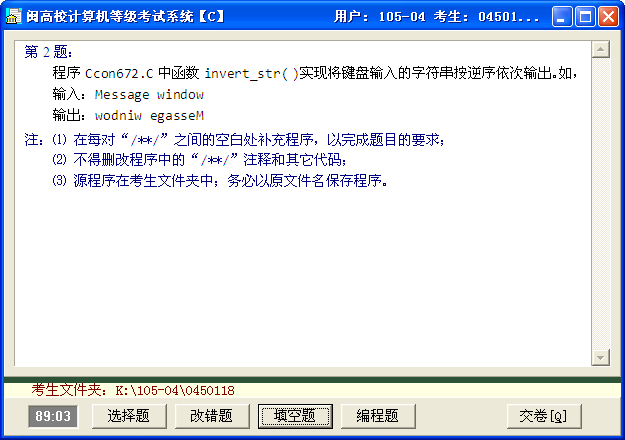 闽高校计算机等级考试系统【C】 用户: 105-04 考生: 04501...
第 2 题:
程序 Ccon672.C 中函数 invert_str( )实现将键盘输入的字符串按逆序依次输出。如,
输入: Message window
输出: wodniw egasseM
注: ⑴ 在每对“/**/”之间的空白处补充程序, 以完成题目的要求;
⑵ 不得删改程序中的“/**/”注释和其它代码;
⑶ 源程序在考生文件夹中; 务必以原文件名保存程序。
考生文件夹: K:\105-04\0450118
89:03 选择题 改错题 填空题 编程题 交卷[Q]